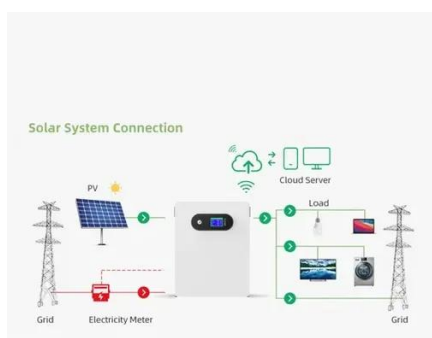 Solar System Connection
PV
Cloud Server
Load
Grid
Electricity Meter
Grid